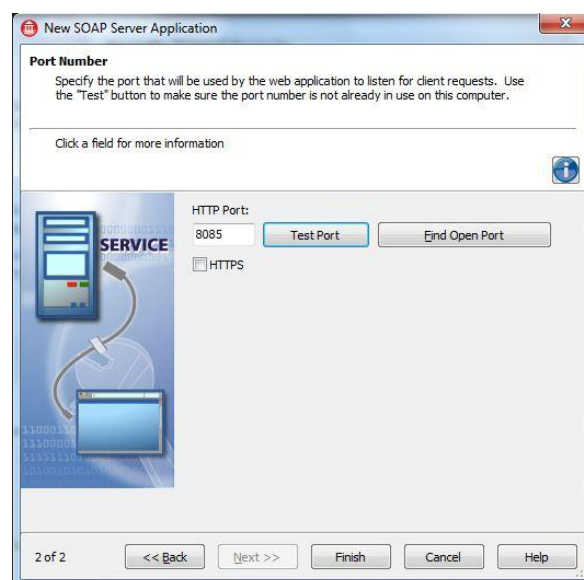 New SOAP Server Application
Port Number
Specify the port that will be used by the web application to listen for client requests.  Use
the "Test" button to make sure the port number is not already in use on this computer.
Click a field for more information
SERVICE
HTTP Port:
8085
Test Port
Find Open Port
HTTPS
2 of 2
<< Back
Next >>
Finish
Cancel
Help